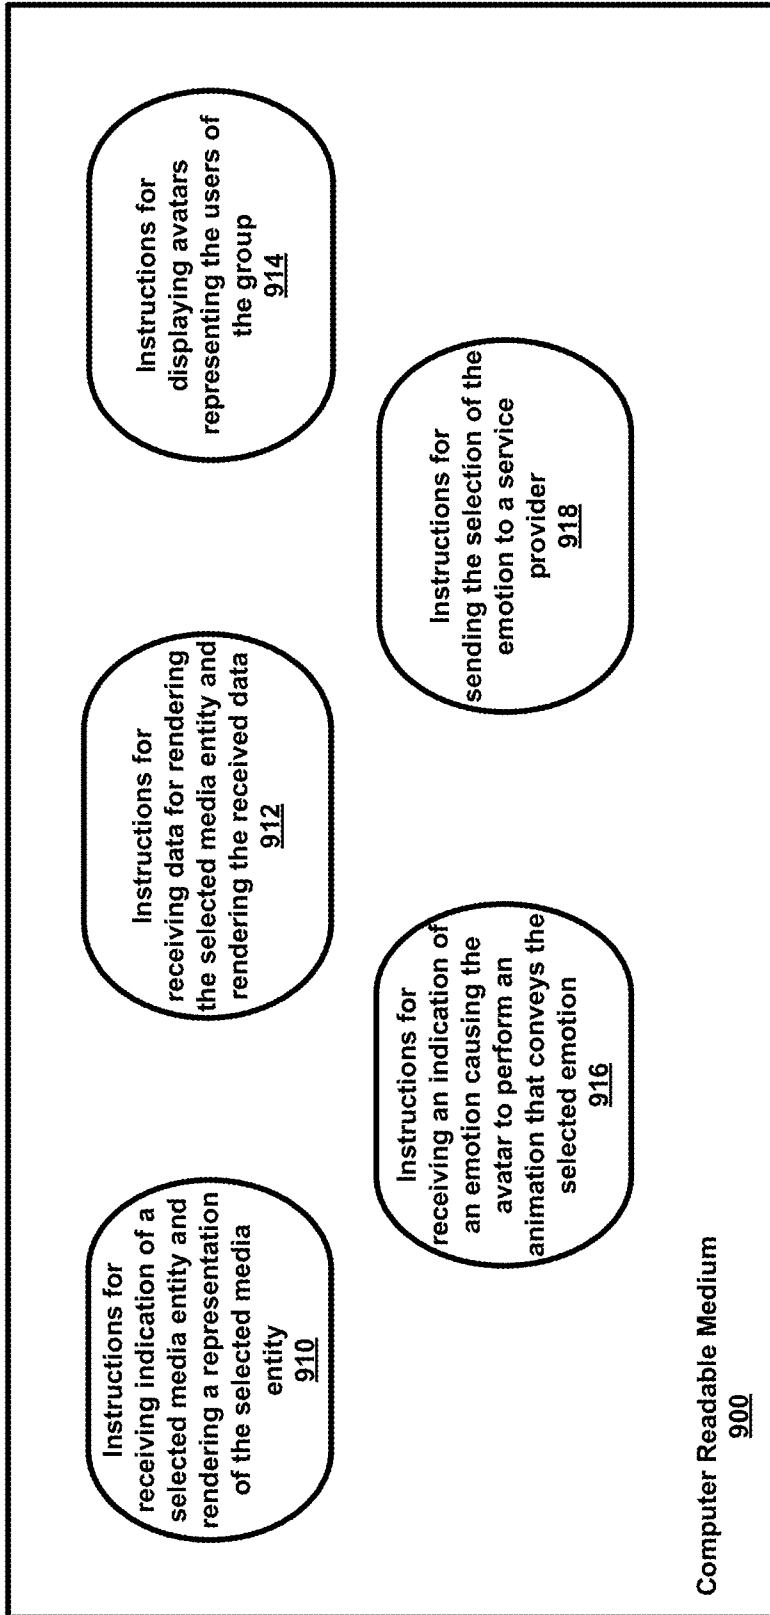 Instructions for
receiving indication of a
selected media entity and
rendering a representation
of the selected media
entity
910
Instructions for
receiving data for rendering
the selected media entity and
rendering the received data
912
Instructions for
displaying avatars
representing the users of
the group
914
Instructions for
receiving an indication of
an emotion causing the
avatar to perform an
animation that conveys the
selected emotion
916
Instructions for
sending the selection of the
emotion to a service
provider
918
Computer Readable Medium
900